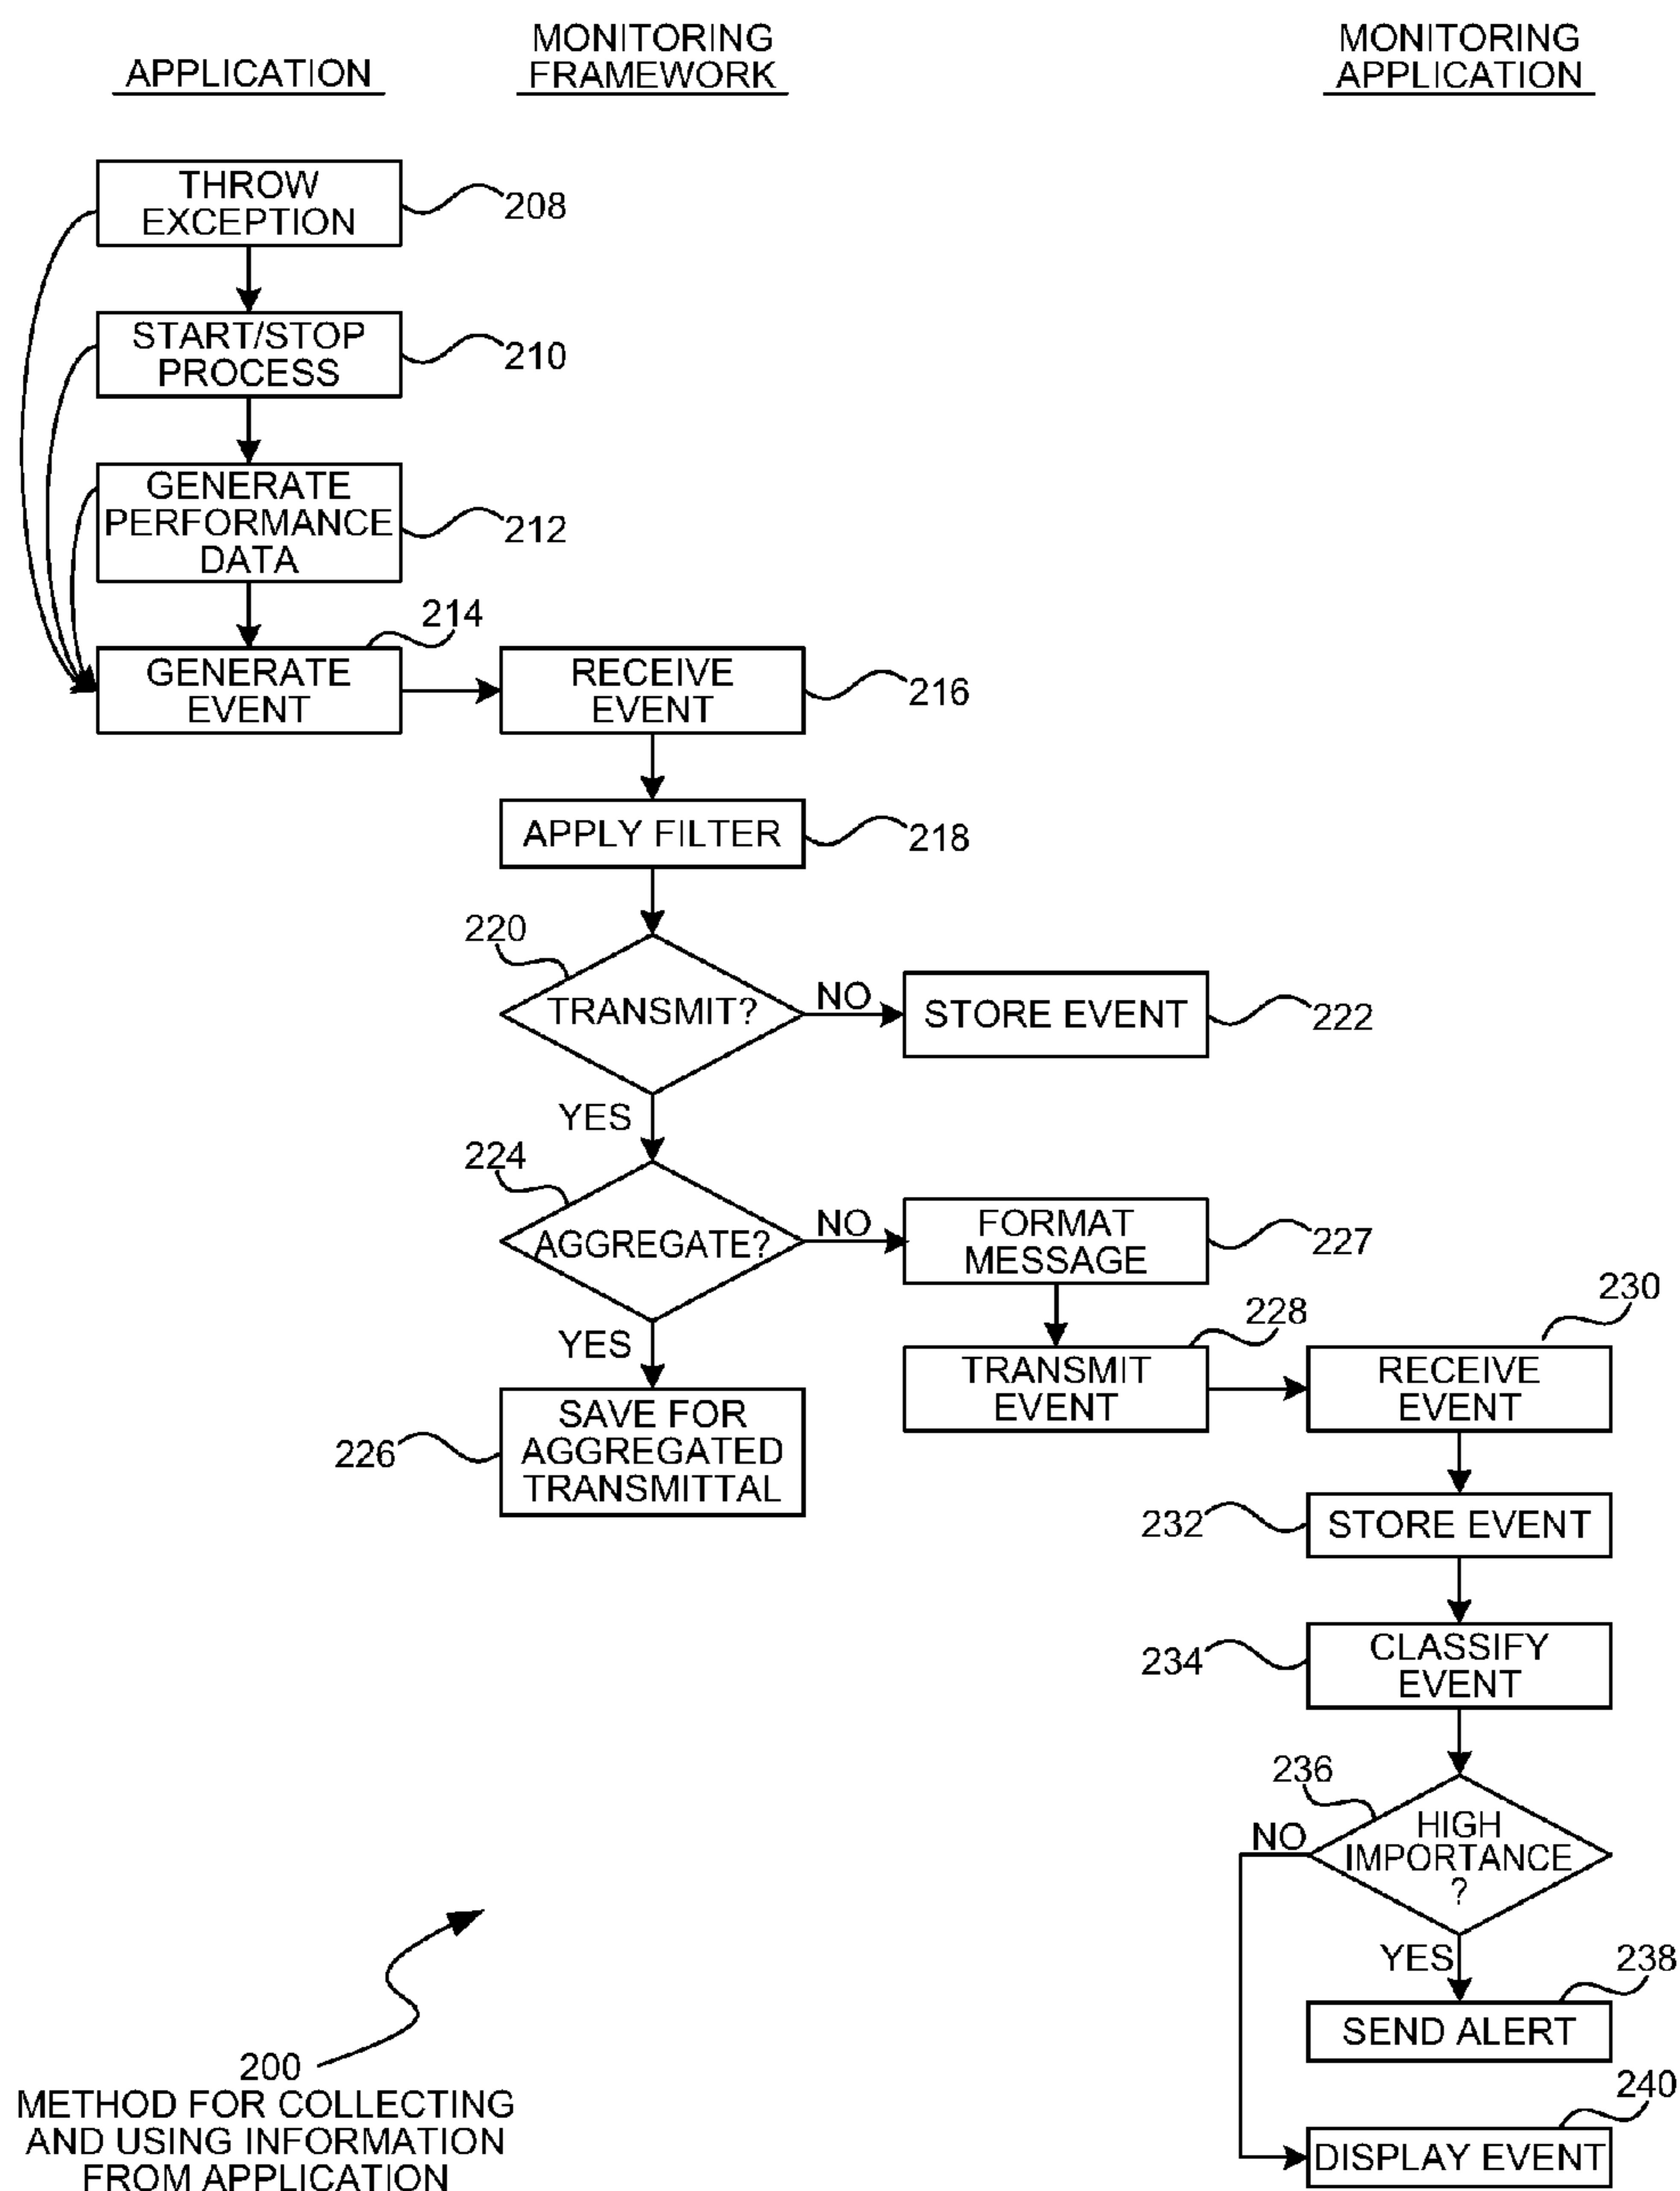 APPLICATION
MONITORING
FRAMEWORK
MONITORING
APPLICATION
THROW
EXCEPTION
208
START/STOP
PROCESS
210
GENERATE
PERFORMANCE
DATA
212
214
GENERATE
EVENT
RECEIVE
EVENT
216
APPLY FILTER
218
220
TRANSMIT?
NO
STORE EVENT
222
YES
224
AGGREGATE?
NO
FORMAT
MESSAGE
227
YES
228
230
TRANSMIT
EVENT
RECEIVE
EVENT
SAVE FOR
AGGREGATED
TRANSMITTAL
226
232
STORE EVENT
234
CLASSIFY
EVENT
236
NO
HIGH
IMPORTANCE
?
YES
238
SEND ALERT
240
DISPLAY EVENT
200
METHOD FOR COLLECTING
AND USING INFORMATION
FROM APPLICATION